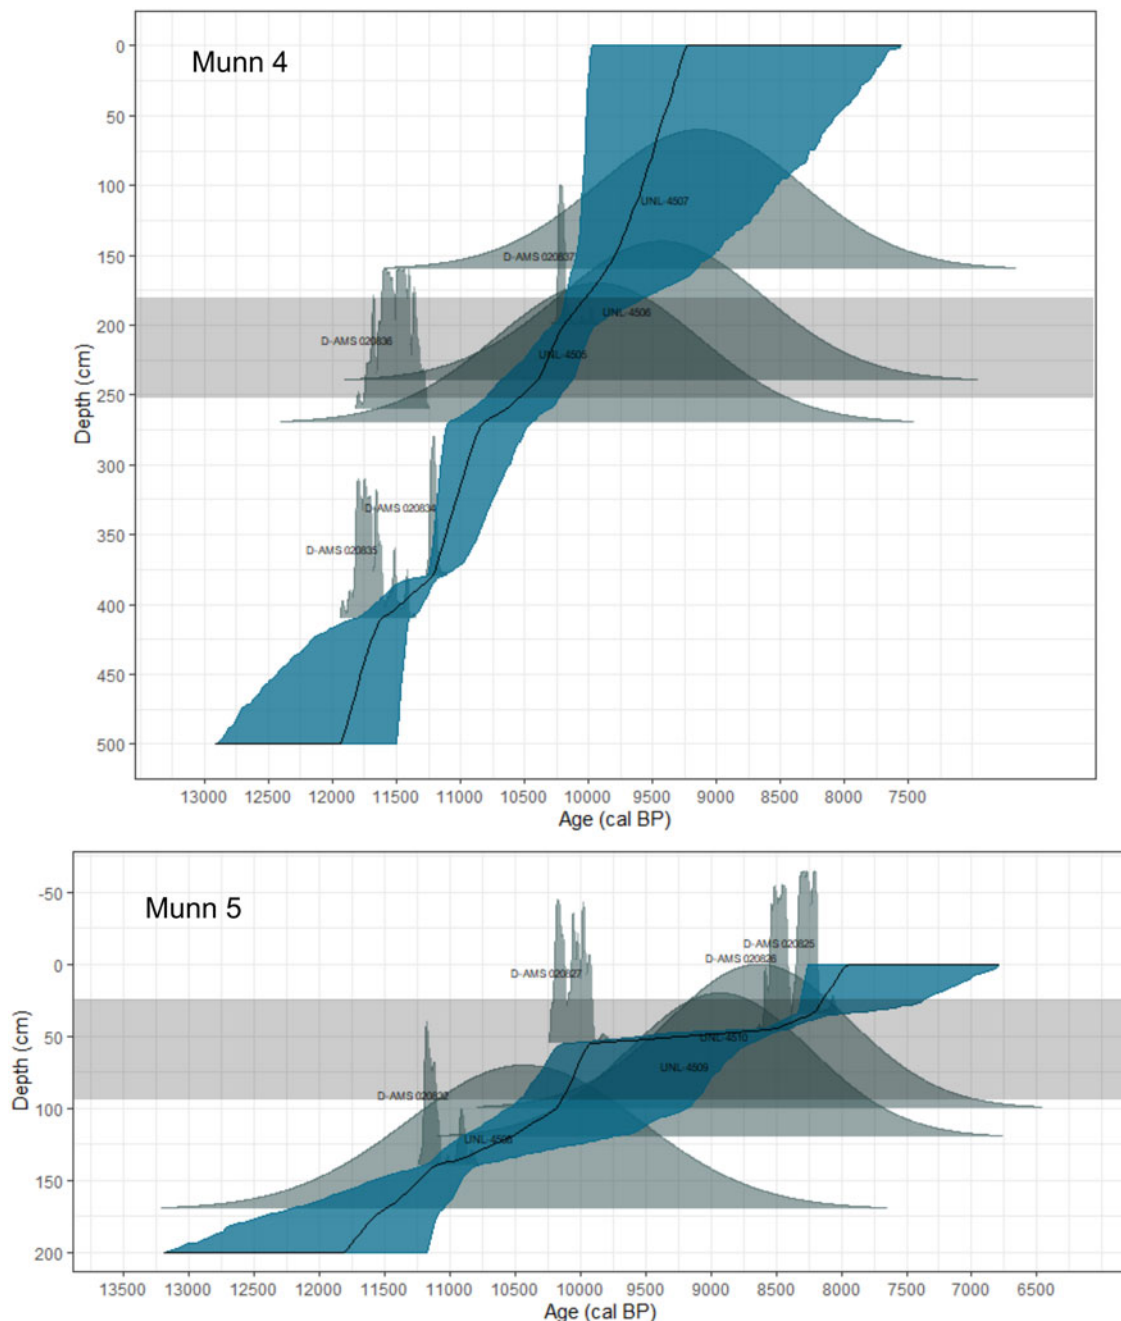 Munn 4
0
50
100
150
200
250
300
350
400
450
500
Depth (cm)
UNL-4507
D-AMS 020837
UNL-4506
D-AMS 020836
UNL-4505
D-AMS 020834
D-AMS 020835
13000 12500 12000 11500 11000 10500 10000 9500 9000 8500 8000 7500
Age (cal BP)
Munn 5
-50
0
50
100
150
200
Depth (cm)
D-AMS 020825
D-AMS 020826
D-AMS 020827
UNL-4510
UNL-4509
UNL-4508
13500 13000 12500 12000 11500 11000 10500 10000 9500 9000 8500 8000 7500 7000 6500
Age (cal BP)